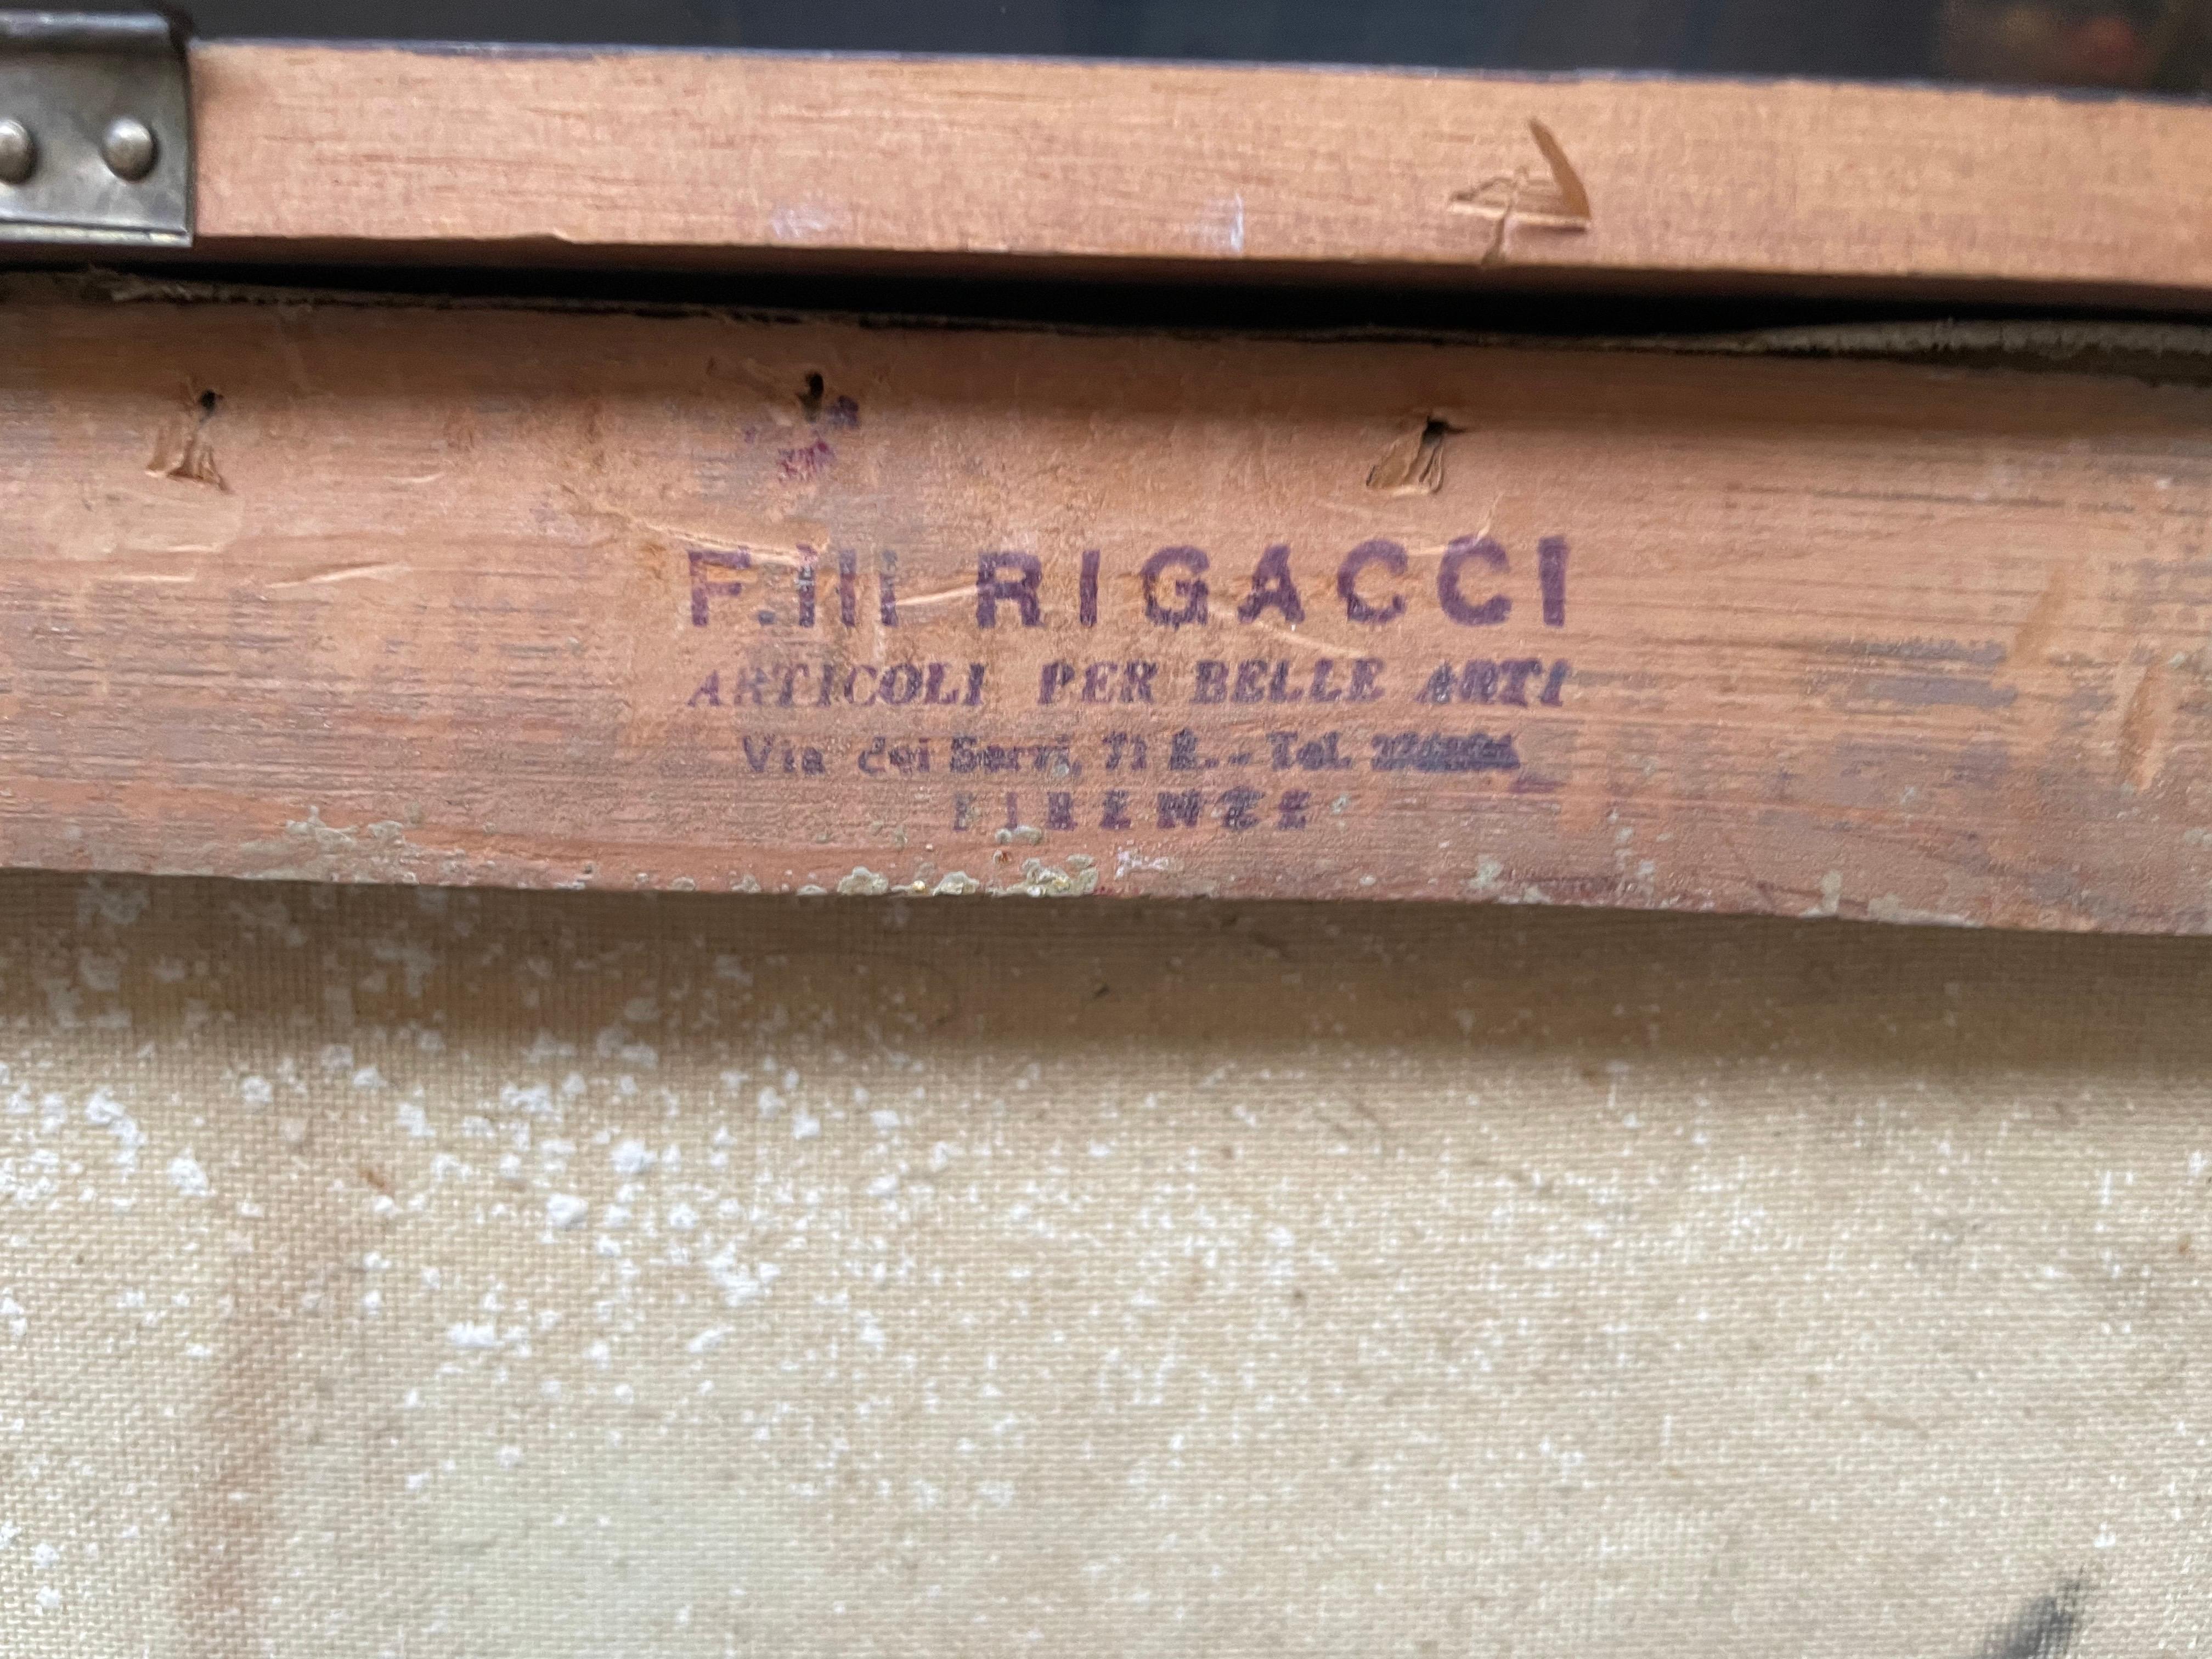 F.lli RIGACCI
ARTICOLI PER BELLE ARTI
Via dei Servi, 71 R. - Tel.
FIRENZE